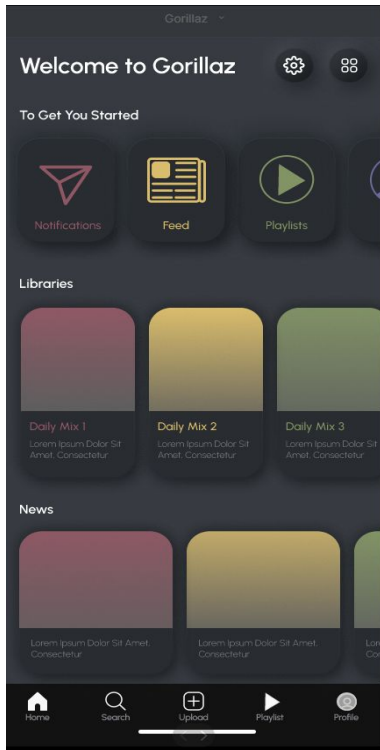 Gorillaz
Welcome to Gorillaz
To Get You Started
Notifications
Feed
Playlists
Libraries
Daily Mix 1
Lorem Ipsum Dolor Sit
Amet, Consectetur
Daily Mix 2
Lorem Ipsum Dolor Sit
Amet, Consectetur
Daily Mix 3
Lorem Ipsum Dolor Sit
Amet, Consectetur
News
Lorem Ipsum Dolor Sit Amet,
Consectetur
Lorem Ipsum Dolor Sit Amet,
Consectetur
Home
Search
Upload
Playlist
Profile